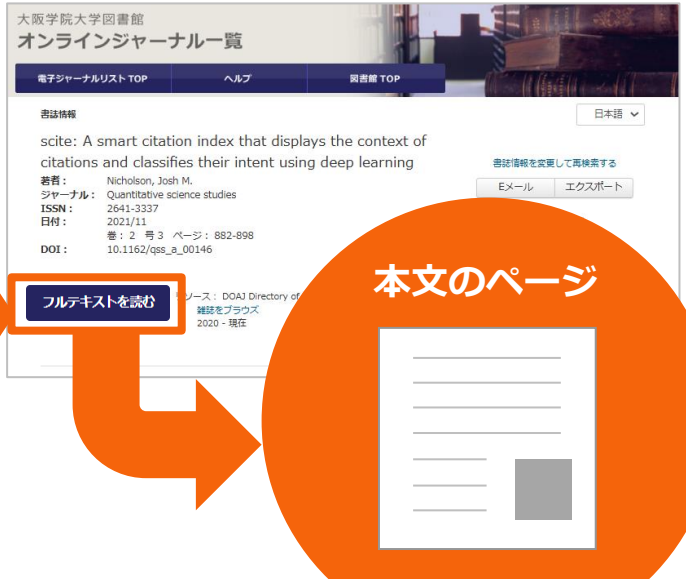 大阪学院大学図書館
オンラインジャーナル一覧
電子ジャーナルリスト TOP ヘルプ 図書館 TOP
書誌情報
日本語
scite: A smart citation index that displays the context of
citations and classifies their intent using deep learning
書誌情報を変更して再検索する
Eメール エクスポート
著者： Nicholson, Josh M.
ジャーナル： Quantitative science studies
ISSN： 2641-3337
日付： 2021/11
巻： 2 号 3 ページ： 882-898
DOI： 10.1162/qss_a_00146
本文のページ
フルテキストを読む
ソース： DOAJ Directory of
雑誌をブラウズ
2020 - 現在